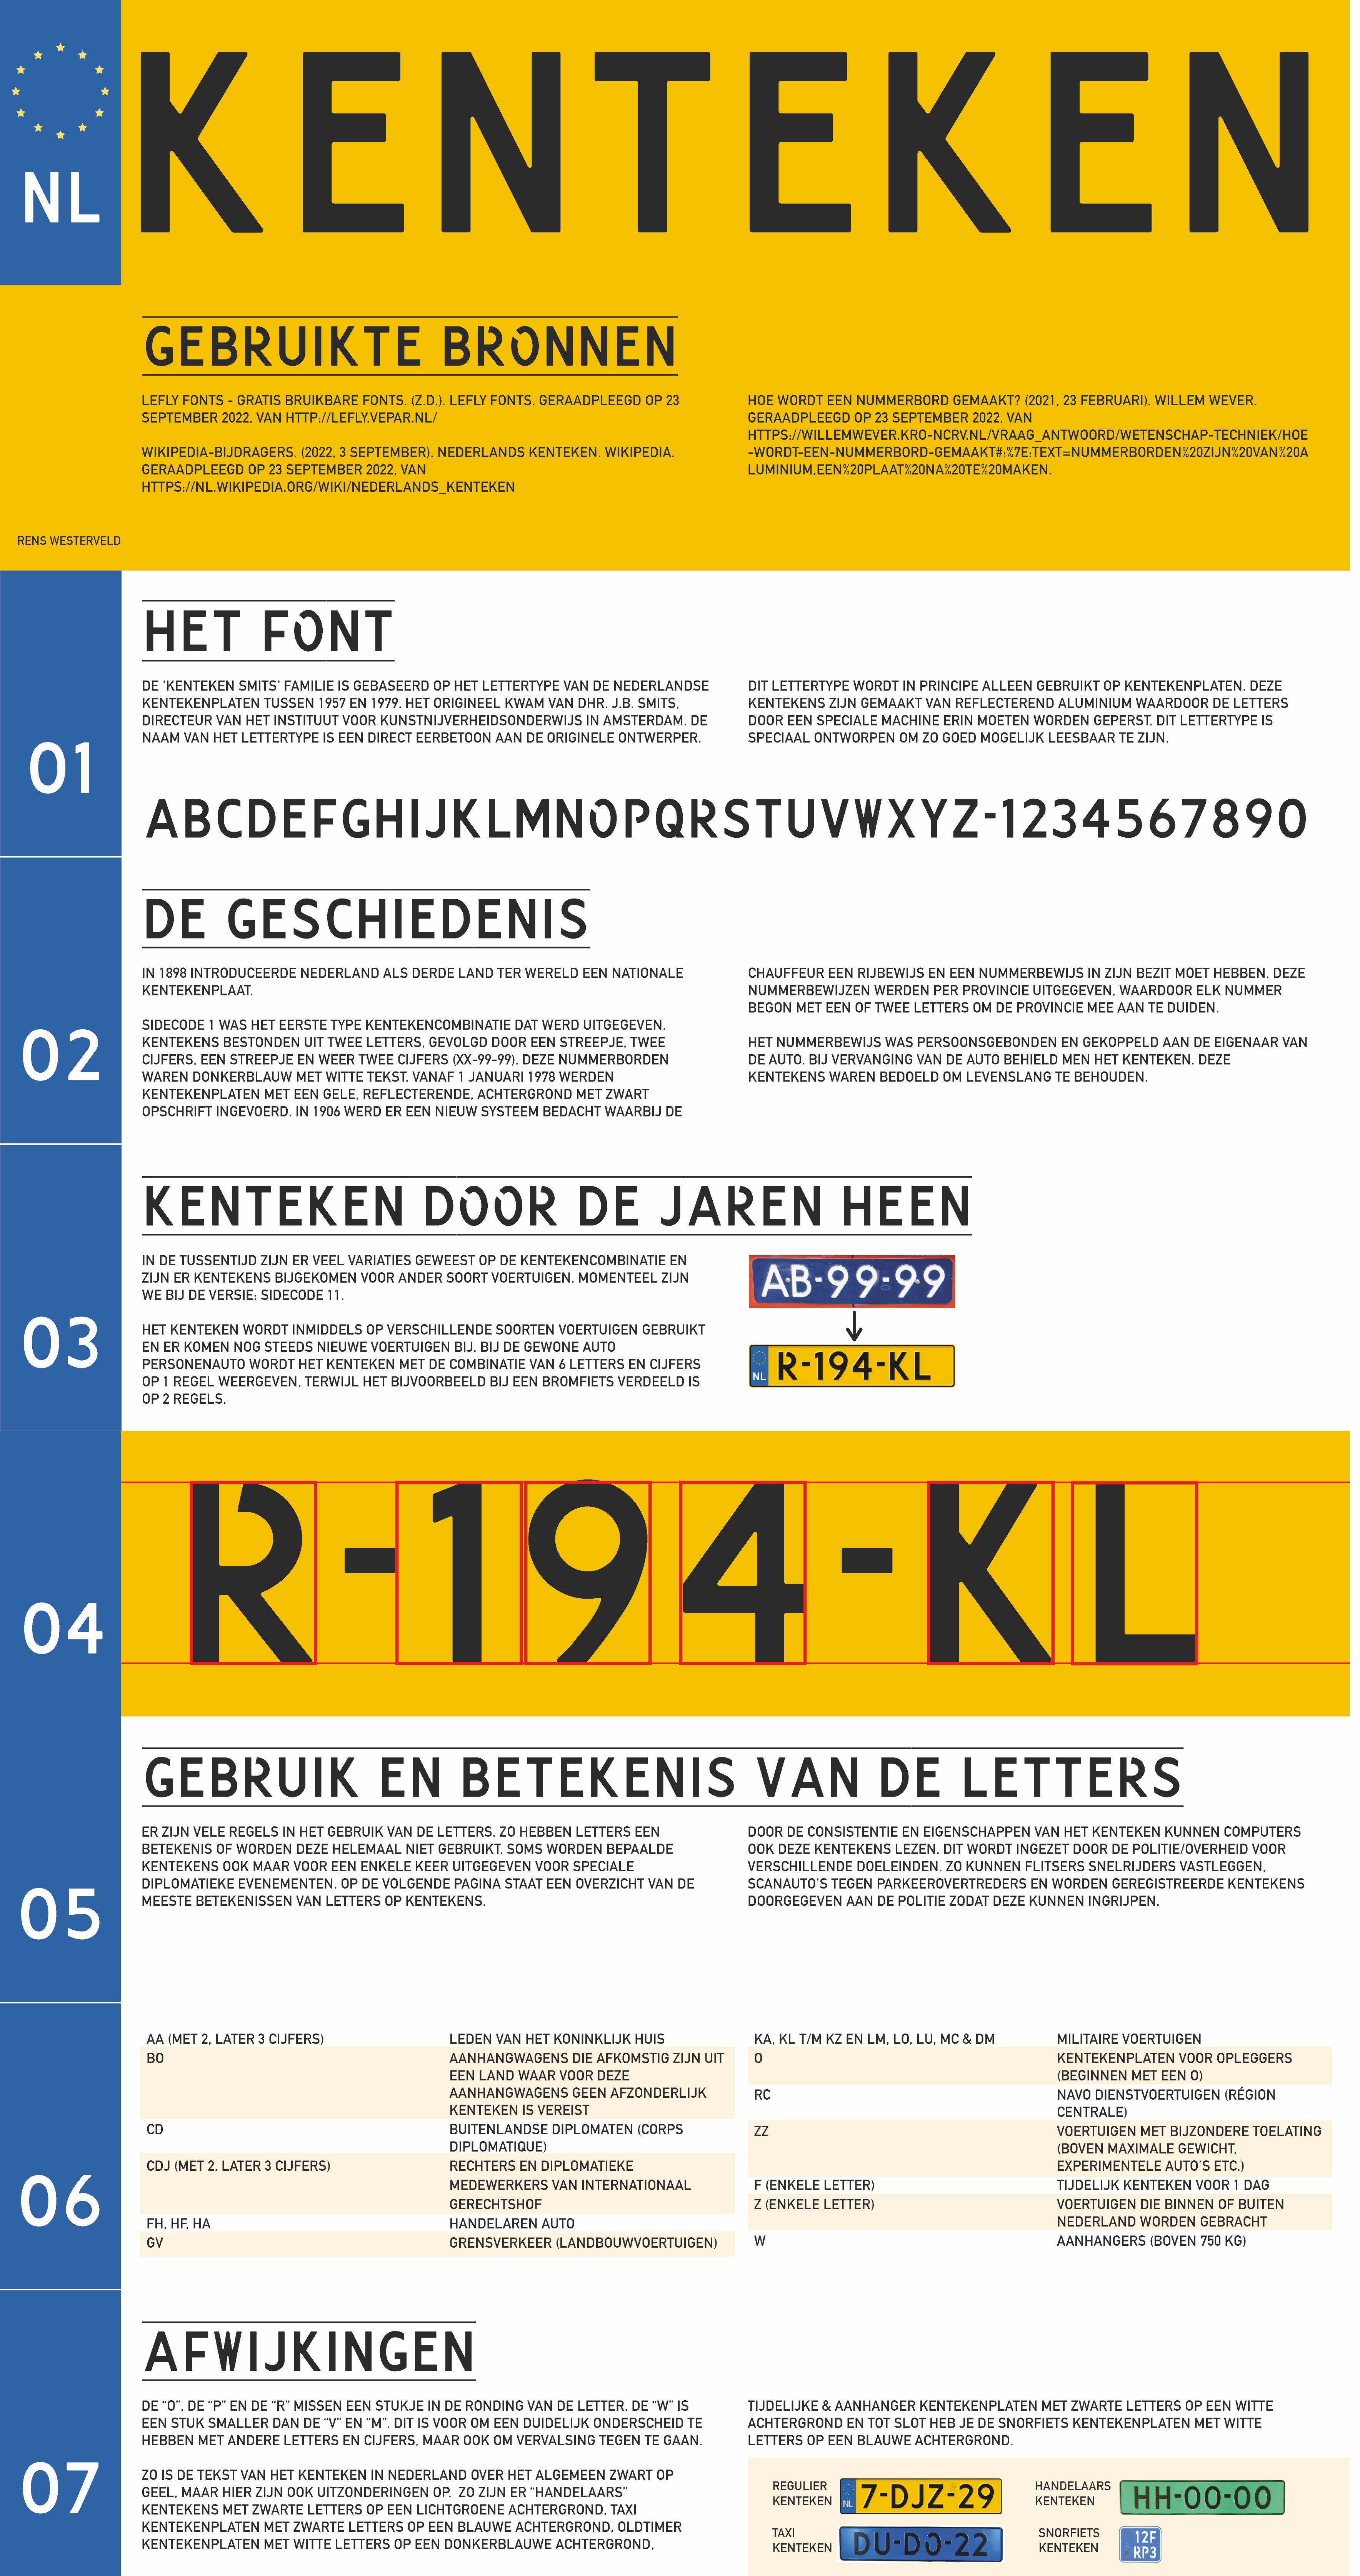 NL
KENTEKEN
GEBRUIKTE BRONNEN
LEFLY FONTS - GRATIS BRUIKBARE FONTS. (Z.D.). LEFLY FONTS. GERAADPLEEGD OP 23
SEPTEMBER 2022, VAN HTTP://LEFLY.VEPAR.NL/
WIKIPEDIA-BIJDRAGERS. (2022, 3 SEPTEMBER). NEDERLANDS KENTEKEN. WIKIPEDIA.
GERAADPLEEGD OP 23 SEPTEMBER 2022, VAN
HTTPS://NL.WIKIPEDIA.ORG/WIKI/NEDERLANDS_KENTEKEN
HOE WORDT EEN NUMMERBORD GEMAAKT? (2021, 23 FEBRUARI). WILLEM WEVER.
GERAADPLEEGD OP 23 SEPTEMBER 2022, VAN
HTTPS://WILLEMWEVER.KRO-NCRV.NL/VRAAG_ANTWOORD/WETENSCHAP-TECHNIEK/HOE
-WORDT-EEN-NUMMERBORD-GEMAAKT#:%7E:TEXT=NUMMERBORDEN%20ZIJN%20VAN%20A
LUMINIUM,EEN%20PLAAT%20NA%20TE%20MAKEN.
RENS WESTERVELD
01
HET FONT
DE 'KENTEKEN SMITS' FAMILIE IS GEBASEERD OP HET LETTERTYPE VAN DE NEDERLANDSE
KENTEKENPLATEN TUSSEN 1957 EN 1979. HET ORIGINEEL KWAM VAN DHR. J.B. SMITS,
DIRECTEUR VAN HET INSTITUUT VOOR KUNSTNIJVERHEIDSONDERWIJS IN AMSTERDAM. DE
NAAM VAN HET LETTERTYPE IS EEN DIRECT EERBETOON AAN DE ORIGINELE ONTWERPER.
DIT LETTERTYPE WORDT IN PRINCIPE ALLEEN GEBRUIKT OP KENTEKENPLATEN. DEZE
KENTEKENS ZIJN GEMAAKT VAN REFLECTEREND ALUMINIUM WAARDOOR DE LETTERS
DOOR EEN SPECIALE MACHINE ERIN MOETEN WORDEN GEPERST. DIT LETTERTYPE IS
SPECIAAL ONTWORPEN OM ZO GOED MOGELIJK LEESBAAR TE ZIJN.
ABCDEFGHIJKLMNOPQRSTUVWXYZ-1234567890
02
DE GESCHIEDENIS
IN 1898 INTRODUCEERDE NEDERLAND ALS DERDE LAND TER WERELD EEN NATIONALE
KENTEKENPLAAT.
SIDECODE 1 WAS HET EERSTE TYPE KENTEKENCOMBINATIE DAT WERD UITGEGEVEN.
KENTEKENS BESTONDEN UIT TWEE LETTERS, GEVOLGD DOOR EEN STREEPJE, TWEE
CIJFERS, EEN STREEPJE EN WEER TWEE CIJFERS (XX-99-99). DEZE NUMMERBORDEN
WAREN DONKERBLAUW MET WITTE TEKST. VANAF 1 JANUARI 1978 WERDEN
KENTEKENPLATEN MET EEN GELE, REFLECTERENDE, ACHTERGROND MET ZWART
OPSCHRIFT INGEVOERD. IN 1906 WERD ER EEN NIEUW SYSTEEM BEDACHT WAARBIJ DE
CHAUFFEUR EEN RIJBEWIJS EN EEN NUMMERBEWIJS IN ZIJN BEZIT MOET HEBBEN. DEZE
NUMMERBEWIJZEN WERDEN PER PROVINCIE UITGEGEVEN, WAARDOOR ELK NUMMER
BEGON MET EEN OF TWEE LETTERS OM DE PROVINCIE MEE AAN TE DUIDEN.
HET NUMMERBEWIJS WAS PERSOONSGEBONDEN EN GEKOPPELD AAN DE EIGENAAR VAN
DE AUTO. BIJ VERVANGING VAN DE AUTO BEHIELD MEN HET KENTEKEN. DEZE
KENTEKENS WAREN BEDOELD OM LEVENSLANG TE BEHOUDEN.
03
KENTEKEN DOOR DE JAREN HEEN
IN DE TUSSENTIJD ZIJN ER VEEL VARIATIES GEWEEST OP DE KENTEKENCOMBINATIE EN
ZIJN ER KENTEKENS BIJGEKOMEN VOOR ANDER SOORT VOERTUIGEN. MOMENTEEL ZIJN
WE BIJ DE VERSIE: SIDECODE 11.
HET KENTEKEN WORDT INMIDDELS OP VERSCHILLENDE SOORTEN VOERTUIGEN GEBRUIKT
EN ER KOMEN NOG STEEDS NIEUWE VOERTUIGEN BIJ. BIJ DE GEWONE AUTO
PERSONENAUTO WORDT HET KENTEKEN MET DE COMBINATIE VAN 6 LETTERS EN CIJFERS
OP 1 REGEL WEERGEVEN, TERWIJL HET BIJVOORBEELD BIJ EEN BROMFIETS VERDEELD IS
OP 2 REGELS.
AB-99-99
NL R-194-KL
04
R-194-KL
05
GEBRUIK EN BETEKENIS VAN DE LETTERS
ER ZIJN VELE REGELS IN HET GEBRUIK VAN DE LETTERS. ZO HEBBEN LETTERS EEN
BETEKENIS OF WORDEN DEZE HELEMAAL NIET GEBRUIKT. SOMS WORDEN BEPAALDE
KENTEKENS OOK MAAR VOOR EEN ENKELE KEER UITGEGEVEN VOOR SPECIALE
DIPLOMATIEKE EVENEMENTEN. OP DE VOLGENDE PAGINA STAAT EEN OVERZICHT VAN DE
MEESTE BETEKENISSEN VAN LETTERS OP KENTEKENS.
DOOR DE CONSISTENTIE EN EIGENSCHAPPEN VAN HET KENTEKEN KUNNEN COMPUTERS
OOK DEZE KENTEKENS LEZEN. DIT WORDT INGEZET DOOR DE POLITIE/OVERHEID VOOR
VERSCHILLENDE DOELEINDEN. ZO KUNNEN FLITSERS SNELRIJDERS VASTLEGGEN,
SCANAUTO'S TEGEN PARKEEROVERTREDERS EN WORDEN GEREGISTREERDE KENTEKENS
DOORGEGEVEN AAN DE POLITIE ZODAT DEZE KUNNEN INGRIJPEN.
06
AA (MET 2, LATER 3 CIJFERS) LEDEN VAN HET KONINKLIJK HUIS
BO AANHANGWAGENS DIE AFKOMSTIG ZIJN UIT
EEN LAND WAAR VOOR DEZE
AANHANGWAGENS GEEN AFZONDERLIJK
KENTEKEN IS VEREIST
CD BUITENLANDSE DIPLOMATEN (CORPS
DIPLOMATIQUE)
CDJ (MET 2, LATER 3 CIJFERS) RECHTERS EN DIPLOMATIEKE
MEDEWERKERS VAN INTERNATIONAAL
GERECHTSHOF
FH, HF, HA HANDELAREN AUTO
GV GRENSVERKEER (LANDBOUWVOERTUIGEN)
KA, KL T/M KZ EN LM, LO, LU, MC & DM MILITAIRE VOERTUIGEN
O KENTEKENPLATEN VOOR OPLEGGERS
(BEGINNEN MET EEN O)
RC NAVO DIENSTVOERTUIGEN (RÉGION
CENTRALE)
ZZ VOERTUIGEN MET BIJZONDERE TOELATING
(BOVEN MAXIMALE GEWICHT,
EXPERIMENTELE AUTO'S ETC.)
F (ENKELE LETTER) TIJDELIJK KENTEKEN VOOR 1 DAG
Z (ENKELE LETTER) VOERTUIGEN DIE BINNEN OF BUITEN
NEDERLAND WORDEN GEBRACHT
W AANHANGERS (BOVEN 750 KG)
07
AFWIJKINGEN
DE “O”, DE “P” EN DE “R” MISSEN EEN STUKJE IN DE RONDING VAN DE LETTER. DE “W” IS
EEN STUK SMALLER DAN DE “V” EN “M”. DIT IS VOOR OM EEN DUIDELIJK ONDERSCHEID TE
HEBBEN MET ANDERE LETTERS EN CIJFERS, MAAR OOK OM VERVALSING TEGEN TE GAAN.
ZO IS DE TEKST VAN HET KENTEKEN IN NEDERLAND OVER HET ALGEMEEN ZWART OP
GEEL, MAAR HIER ZIJN OOK UITZONDERINGEN OP. ZO ZIJN ER “HANDELAARS”
KENTEKENS MET ZWARTE LETTERS OP EEN LICHTGROENE ACHTERGROND, TAXI
KENTEKENPLATEN MET ZWARTE LETTERS OP EEN BLAUWE ACHTERGROND, OLDTIMER
KENTEKENPLATEN MET WITTE LETTERS OP EEN DONKERBLAUWE ACHTERGROND,
TIJDELIJKE & AANHANGER KENTEKENPLATEN MET ZWARTE LETTERS OP EEN WITTE
ACHTERGROND EN TOT SLOT HEB JE DE SNORFIETS KENTEKENPLATEN MET WITTE
LETTERS OP EEN BLAUWE ACHTERGROND.
REGULIER
KENTEKEN
NL 7-DJZ-29
HANDELAARS
KENTEKEN
HH-00-00
TAXI
KENTEKEN
DU-DO-22
SNORFIETS
KENTEKEN
12F
RP3